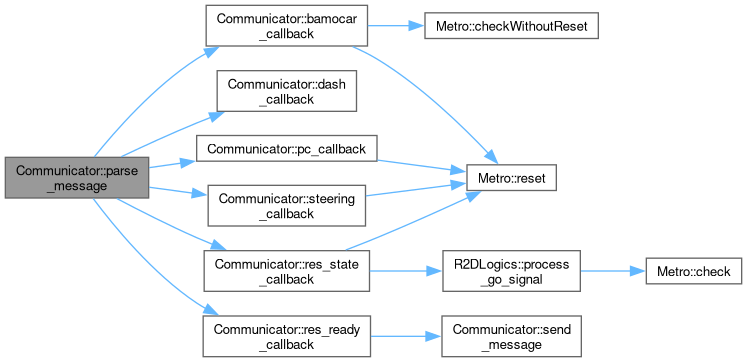 Communicator::bamocar
_callback
Metro::checkWithoutReset
Communicator::dash
_callback
Communicator::pc_callback
Communicator::parse
_message
Metro::reset
Communicator::steering
_callback
Communicator::res_state
_callback
R2DLogics::process
_go_signal
Metro::check
Communicator::res_ready
_callback
Communicator::send
_message